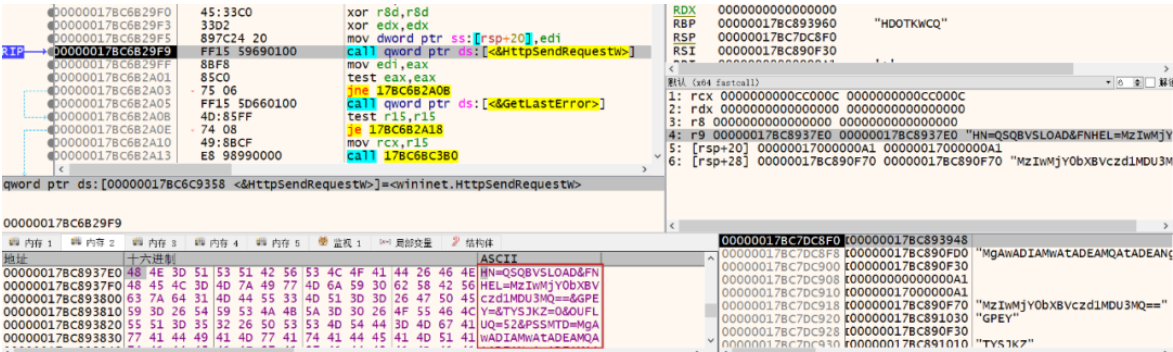 00000017BC6B29F0 45:33C0 xor r8d,r8d
00000017BC6B29F3 33D2 xor edx,edx
00000017BC6B29F5 897C24 20 mov dword ptr ss:[rsp+20],edi
RIP 00000017BC6B29F9 FF15 59690100 call qword ptr ds:[<&HttpSendRequestW>]
00000017BC6B29FF 8BF8 mov edi,eax
00000017BC6B2A01 85C0 test eax,eax
00000017BC6B2A03 75 06 jne 17BC6B2A0B
00000017BC6B2A05 FF15 5D660100 call qword ptr ds:[<&GetLastError>]
00000017BC6B2A0B 4D:85FF test r15,r15
00000017BC6B2A0E 74 08 je 17BC6B2A18
00000017BC6B2A10 49:8BCF mov rcx,r15
00000017BC6B2A13 E8 98990000 call 17BC6BC3B0
RDX 0000000000000000
RBP 00000017BC893960 "HDOTKWCQ"
RSP 00000017BC7DC8F0
RSI 00000017BC890F30
默认 (x64 fastcall) 6
1: rcx 0000000000CC000C 0000000000CC000C
2: rdx 0000000000000000 0000000000000000
3: r8 0000000000000000 0000000000000000
4: r9 00000017BC8937E0 00000017BC8937E0 "HN=QSQBVSLOAD&FNHEL=MzIwMjY
5: [rsp+20] 00000017000000A1 00000017000000A1
6: [rsp+28] 00000017BC890F70 00000017BC890F70 "MzIwMjY0bXBVczd1MDU3M
qword ptr ds:[00000017BC6C9358 <&HttpSendRequestW>]=<wininet.HttpSendRequestW>
00000017BC6B29F9
内存 1 内存 2 内存 3 内存 4 内存 5 监视 1 局部变量 结构体
地址 十六进制 ASCII
00000017BC8937E0 48 4E 3D 51 53 51 42 56 53 4C 4F 41 44 26 46 4E HN=QSQBVSLOAD&FN
00000017BC8937F0 48 45 4C 3D 4D 7A 49 77 4D 6A 59 30 62 58 42 56 HEL=MzIwMjY0bXBV
00000017BC893800 63 7A 64 31 4D 44 55 33 4D 51 3D 3D 26 47 50 45 czd1MDU3MQ==&GPE
00000017BC893810 59 3D 26 54 59 53 4A 4B 5A 3D 30 26 4F 55 46 4C Y=&TYSJKZ=0&OUFL
00000017BC893820 55 51 3D 35 32 26 50 53 53 4D 54 44 3D 4D 67 41 UQ=52&PSSMTD=MgA
00000017BC893830 77 41 44 49 41 4D 77 41 74 41 44 45 41 4D 51 41 wADIAMwAtADEAMQA
00000017BC7DC8F0 00000017BC893948
00000017BC7DC8F8 00000017BC890FD0 "MgAwADIAMwAtADEAMQAtADEANg
00000017BC7DC900 00000017BC890F30
00000017BC7DC908 00000000000000A1
00000017BC7DC910 00000017000000A1
00000017BC7DC918 00000017BC890F70 "MzIwMjY0bXBVczd1MDU3MQ=="
00000017BC7DC920 00000017BC891030 "GPEY"
00000017BC7DC928 00000017BC890F30
00000017BC7DC930 00000017BC891010 "TYSJKZ"